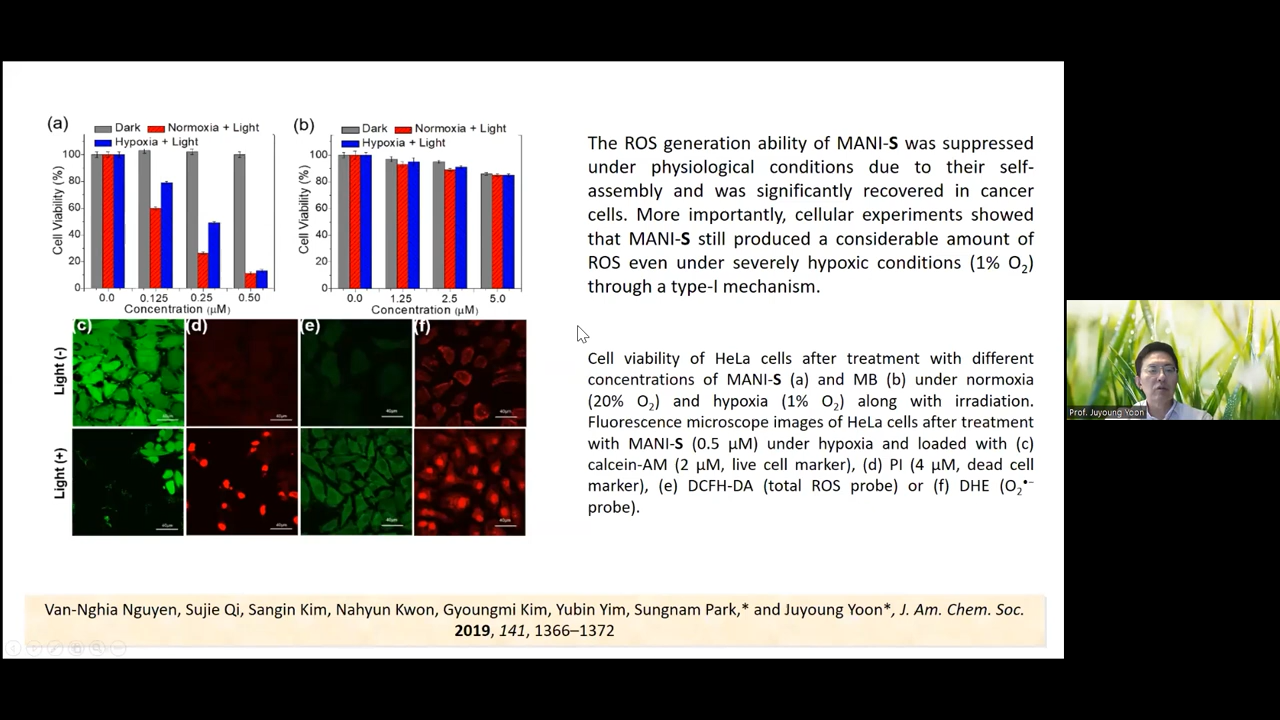 (a)
Dark Normoxia + Light
Hypoxia + Light
Cell Viability (%)
100
80
60
40
20
0
0.0 0.125 0.25 0.50
Concentration (μM)
(b)
Dark Normoxia + Light
Hypoxia + Light
Cell Viability (%)
100
80
60
40
20
0
0.0 1.25 2.5 5.0
Concentration (μM)
(c) (d) (e) (f)
Light (-)
40μm 40μm 40μm 40μm
Light (+)
40μm 40μm 40μm 40μm
The ROS generation ability of MANI-S was suppressed
under physiological conditions due to their self-
assembly and was significantly recovered in cancer
cells. More importantly, cellular experiments showed
that MANI-S still produced a considerable amount of
ROS even under severely hypoxic conditions (1% O₂)
through a type-I mechanism.
Cell viability of HeLa cells after treatment with different
concentrations of MANI-S (a) and MB (b) under normoxia
(20% O₂) and hypoxia (1% O₂) along with irradiation.
Fluorescence microscope images of HeLa cells after treatment
with MANI-S (0.5 μM) under hypoxia and loaded with (c)
calcein-AM (2 μM, live cell marker), (d) PI (4 μM, dead cell
marker), (e) DCFH-DA (total ROS probe) or (f) DHE (O₂•⁻
probe).
Van-Nghia Nguyen, Sujie Qi, Sangin Kim, Nahyun Kwon, Gyoungmi Kim, Yubin Yim, Sungnam Park,* and Juyoung Yoon*, J. Am. Chem. Soc.
2019, 141, 1366–1372
Prof. Juyoung Yoon